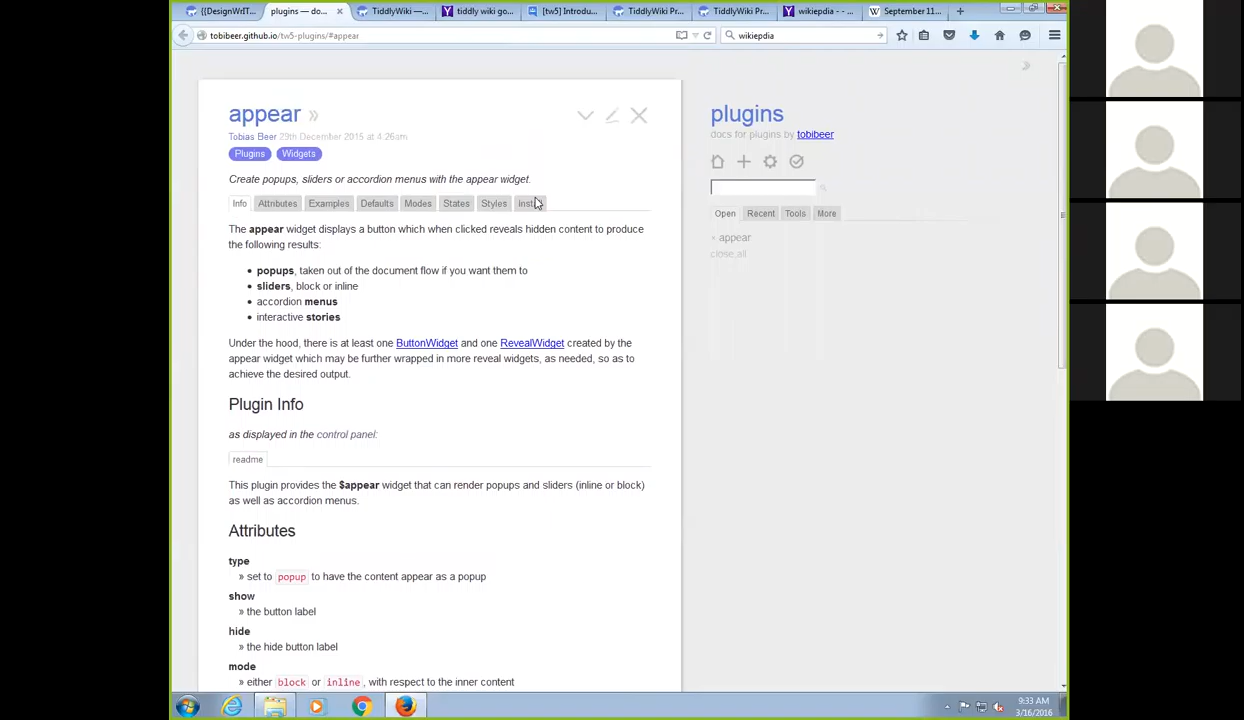 {{DesignWriT...
plugins — do...
TiddlyWiki —...
tiddly wiki go...
[tw5] Introdu...
TiddlyWiki Pr...
TiddlyWiki Pr...
wikiepdia - - ...
September 11...
tobibeer.github.io/tw5-plugins/#appear
wikiepdia
appear »
Tobias Beer 29th December 2015 at 4:26am
Plugins Widgets
Create popups, sliders or accordion menus with the appear widget.
Info Attributes Examples Defaults Modes States Styles
The appear widget displays a button which when clicked reveals hidden content to produce
the following results:
• popups, taken out of the document flow if you want them to
• sliders, block or inline
• accordion menus
• interactive stories
Under the hood, there is at least one ButtonWidget and one RevealWidget created by the
appear widget which may be further wrapped in more reveal widgets, as needed, so as to
achieve the desired output.
Plugin Info
as displayed in the control panel:
readme
This plugin provides the $appear widget that can render popups and sliders (inline or block)
as well as accordion menus.
Attributes
type
» set to popup to have the content appear as a popup
show
» the button label
hide
» the hide button label
mode
» either block or inline, with respect to the inner content
plugins
docs for plugins by tobibeer
Open Recent Tools More
× appear
close all
9:33 AM
3/16/2016